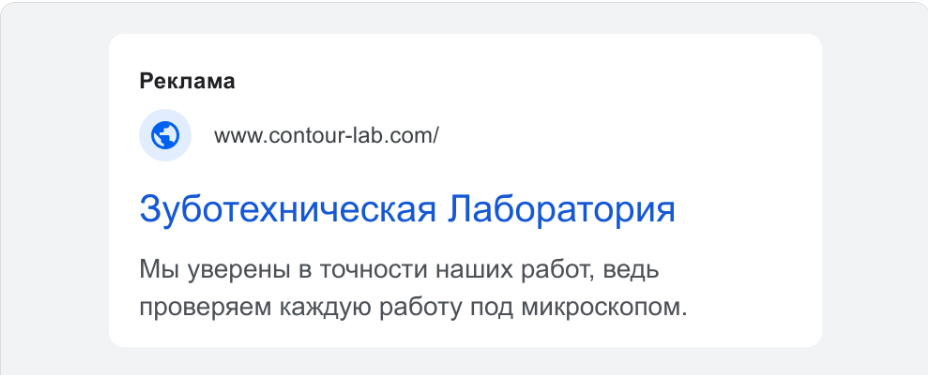 Реклама
www.contour-lab.com/
Зуботехническая Лаборатория
Мы уверены в точности наших работ, ведь
проверяем каждую работу под микроскопом.